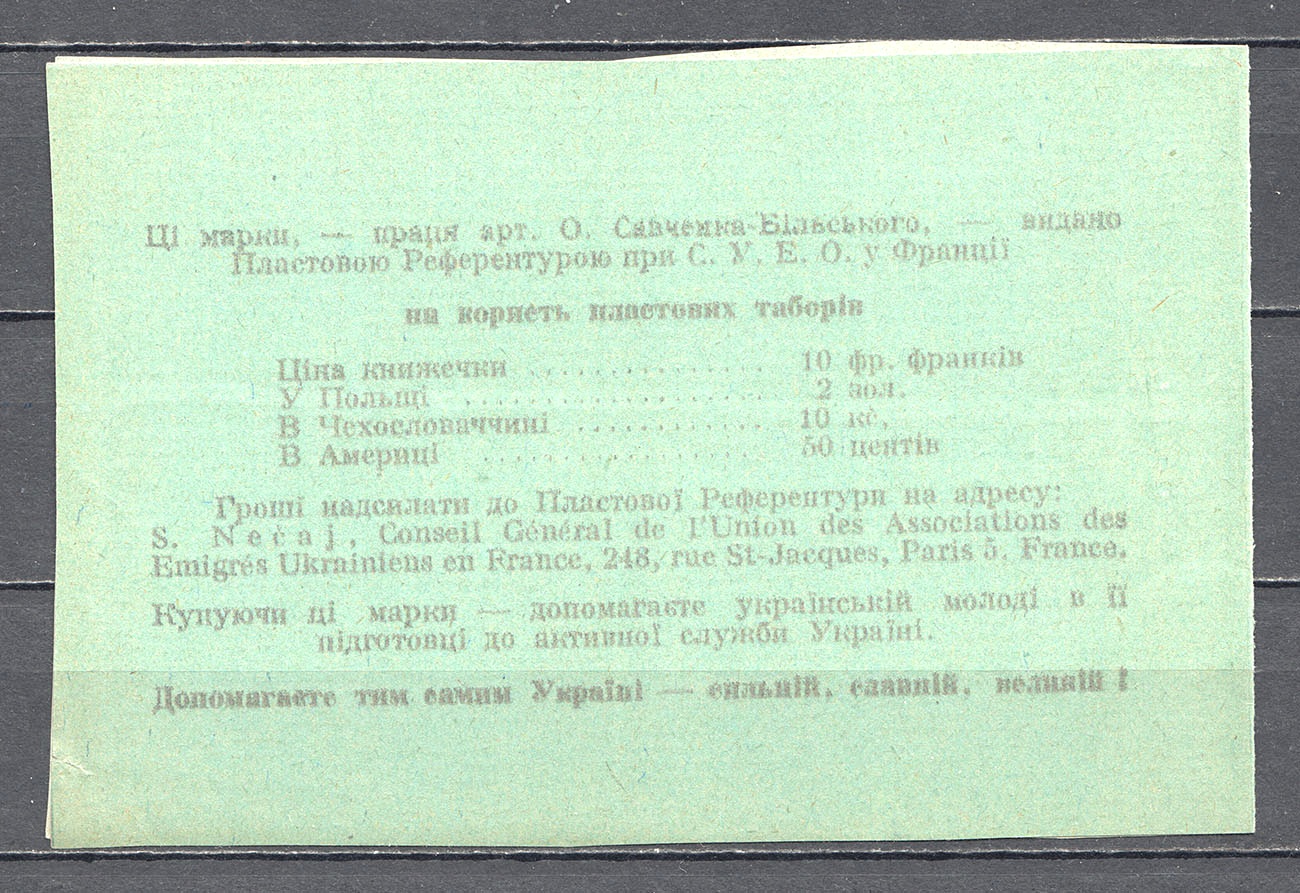 Ці марки, — праця арт. О. Савченка-Більського, — видано
Пластовою Референтурою при С. У. Е. О. у Франції
на користь пластових таборів
Ціна книжечки ............... 10 фр. франків
У Польщі ................... 2 зол.
В Чехословаччині ............ 10 кč.
В Америці .................. 50 центів
Гроші надсилати до Пластової Референтури на адресу:
S. Nečaj, Conseil Général de l'Union des Associations des
Emigrés Ukrainiens en France, 248, rue St-Jacques, Paris 5. France.
Купуючи ці марки — допомагаєте українській молоді в її
підготовці до активної служби Україні.
Допомагаєте тим самим Україні — сильній, славній, великій !